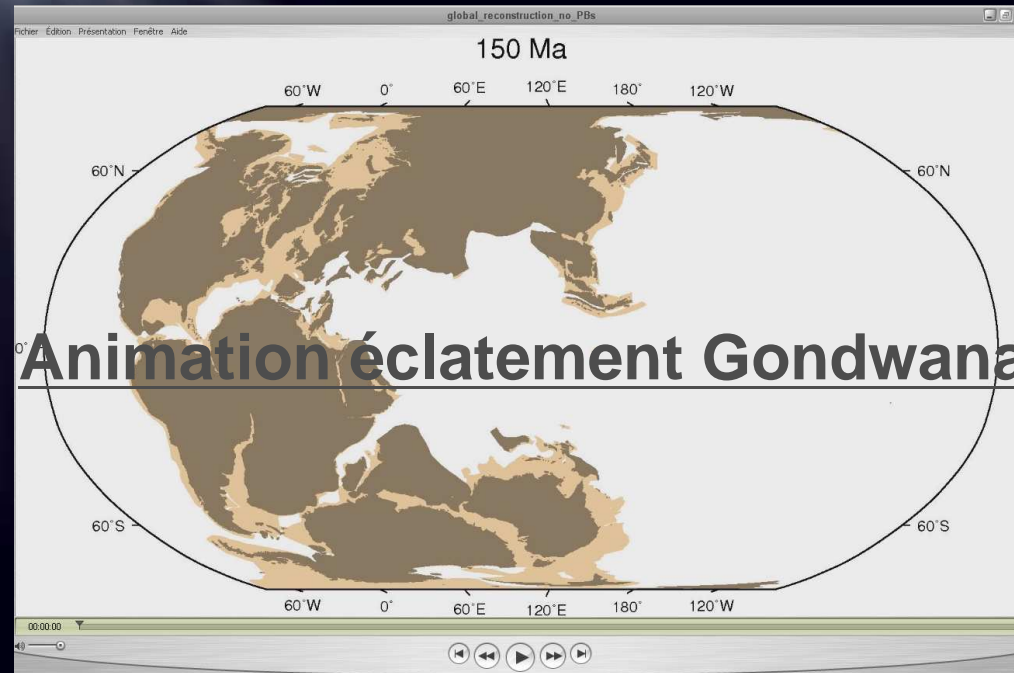 global_reconstruction_no_PBs
Fichier Édition Présentation Fenêtre Aide
150 Ma
60°W 0° 60°E 120°E 180° 120°W
60°N 60°N
0°
Animation éclatement Gondwana
60°S 60°S
60°W 0° 60°E 120°E 180° 120°W
00:00:00